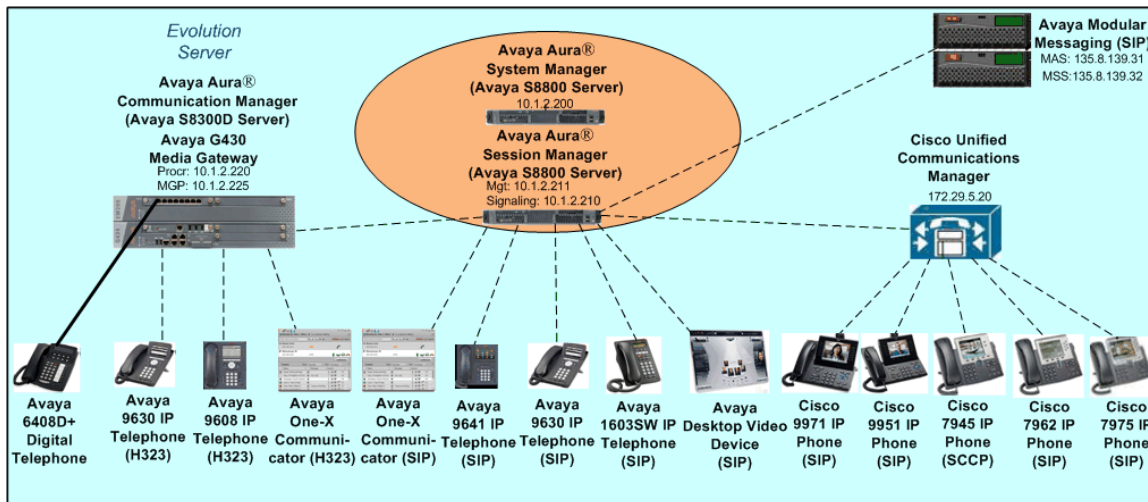 Evolution
Server
Avaya Aura®
Communication Manager
(Avaya S8300D Server)
Avaya G430
Media Gateway
Procr: 10.1.2.220
MGP: 10.1.2.225
Avaya Aura®
System Manager
(Avaya S8800 Server)
10.1.2.200
Avaya Aura®
Session Manager
(Avaya S8800 Server)
Mgt: 10.1.2.211
Signaling: 10.1.2.210
Avaya Modular
Messaging (SIP)
MAS: 135.8.139.31
MSS:135.8.139.32
Cisco Unified
Communications
Manager
172.29.5.20
Avaya
6408D+
Digital
Telephone
Avaya
9630 IP
Telephone
(H323)
Avaya
9608 IP
Telephone
(H323)
Avaya
One-X
Communi-
cator (H323)
Avaya
One-X
Communi-
cator (SIP)
Avaya
9641 IP
Telephone
(SIP)
Avaya
9630 IP
Telephone
(SIP)
Avaya
1603SW IP
Telephone
(SIP)
Avaya
Desktop Video
Device
(SIP)
Cisco
9971 IP
Phone
(SIP)
Cisco
9951 IP
Phone
(SIP)
Cisco
7945 IP
Phone
(SCCP)
Cisco
7962 IP
Phone
(SIP)
Cisco
7975 IP
Phone
(SIP)